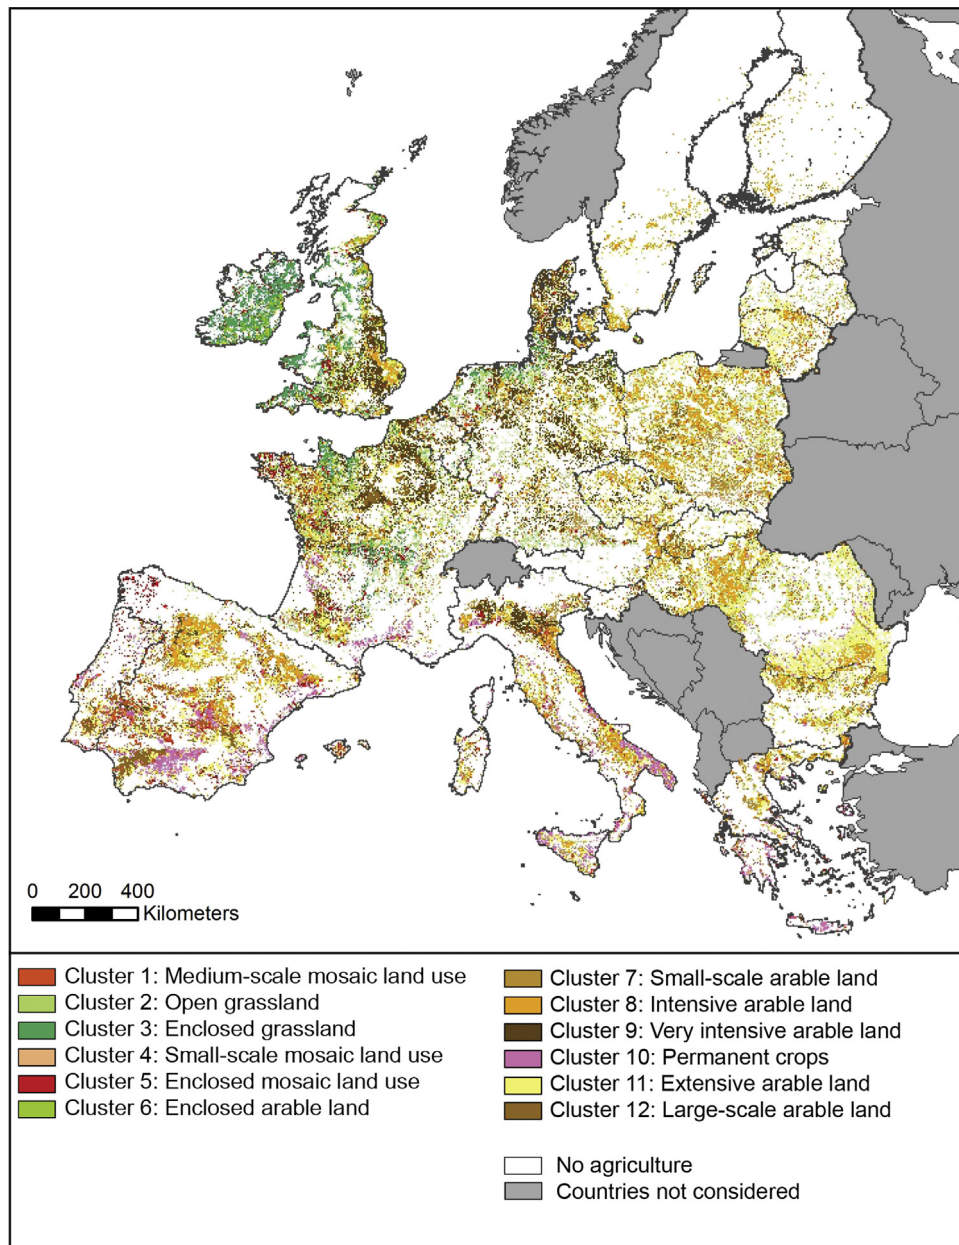 0 200 400
Kilometers
Cluster 1: Medium-scale mosaic land use
Cluster 2: Open grassland
Cluster 3: Enclosed grassland
Cluster 4: Small-scale mosaic land use
Cluster 5: Enclosed mosaic land use
Cluster 6: Enclosed arable land
Cluster 7: Small-scale arable land
Cluster 8: Intensive arable land
Cluster 9: Very intensive arable land
Cluster 10: Permanent crops
Cluster 11: Extensive arable land
Cluster 12: Large-scale arable land
No agriculture
Countries not considered